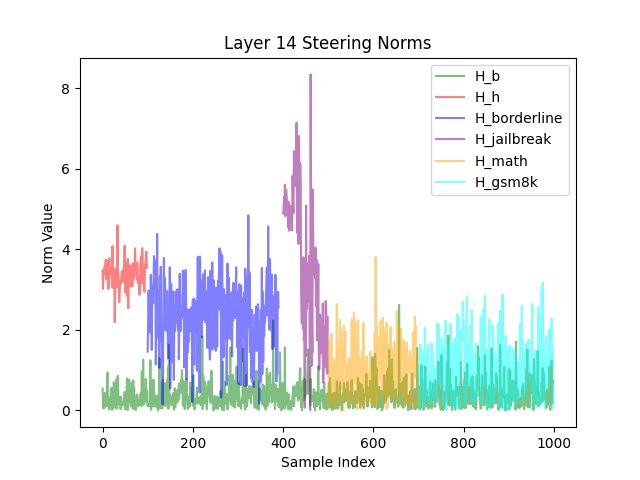 Layer 14 Steering Norms
H_b
H_h
H_borderline
H_jailbreak
H_math
H_gsm8k
Norm Value
8
6
4
2
0
0
200
400
600
800
1000
Sample Index